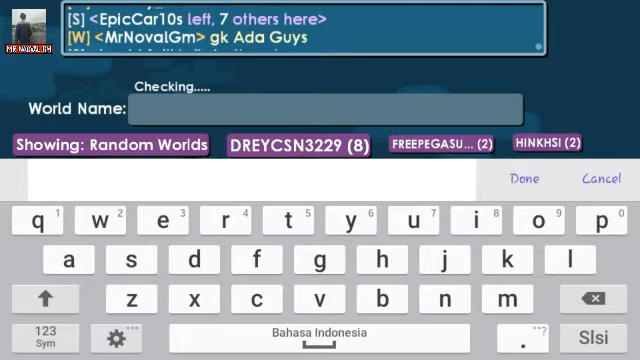 [S] <EpicCar10s left, 7 others here>
[W] <MrNovalGm> gk Ada Guys
MR NOVAL GM
Checking.....
World Name:
Showing: Random Worlds
DREYCSN3229 (8)
FREEPEGASU... (2)
HINKHSI (2)
Done
Cancel
q 1 w 2 e 3 r 4 t 5 y 6 u 7 i 8 o 9 p 0
a s d f g h j k l
z x c v b n m
123 Sym
Bahasa Indonesia
. ,,?
Slsi